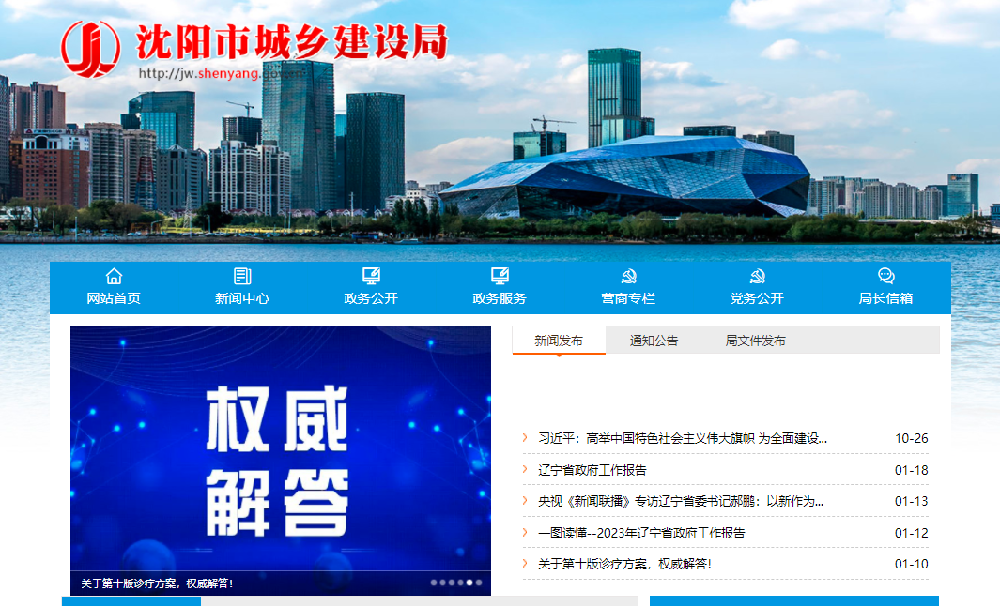 沈阳市城乡建设局
http://jw.shenyang.gov.cn
网站首页
新闻中心
政务公开
政务服务
营商专栏
党务公开
局长信箱
权威
解答
关于第十版诊疗方案，权威解答!
新闻发布
通知公告
局文件发布
习近平：高举中国特色社会主义伟大旗帜 为全面建设... 10-26
辽宁省政府工作报告 01-18
央视《新闻联播》专访辽宁省委书记郝鹏：以新作为... 01-13
一图读懂--2023年辽宁省政府工作报告 01-12
关于第十版诊疗方案，权威解答! 01-10